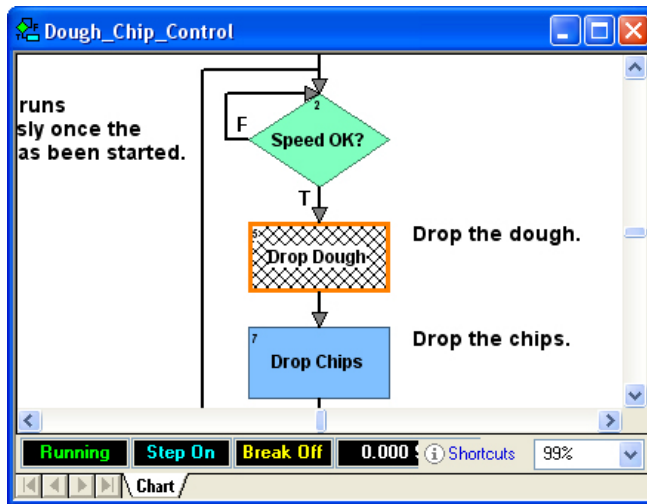 Dough_Chip_Control
runs
sly once the
as been started.
2
F
Speed OK?
T
5
Drop Dough
Drop the dough.
7
Drop Chips
Drop the chips.
Running
Step On
Break Off
0.000
Shortcuts
99%
Chart